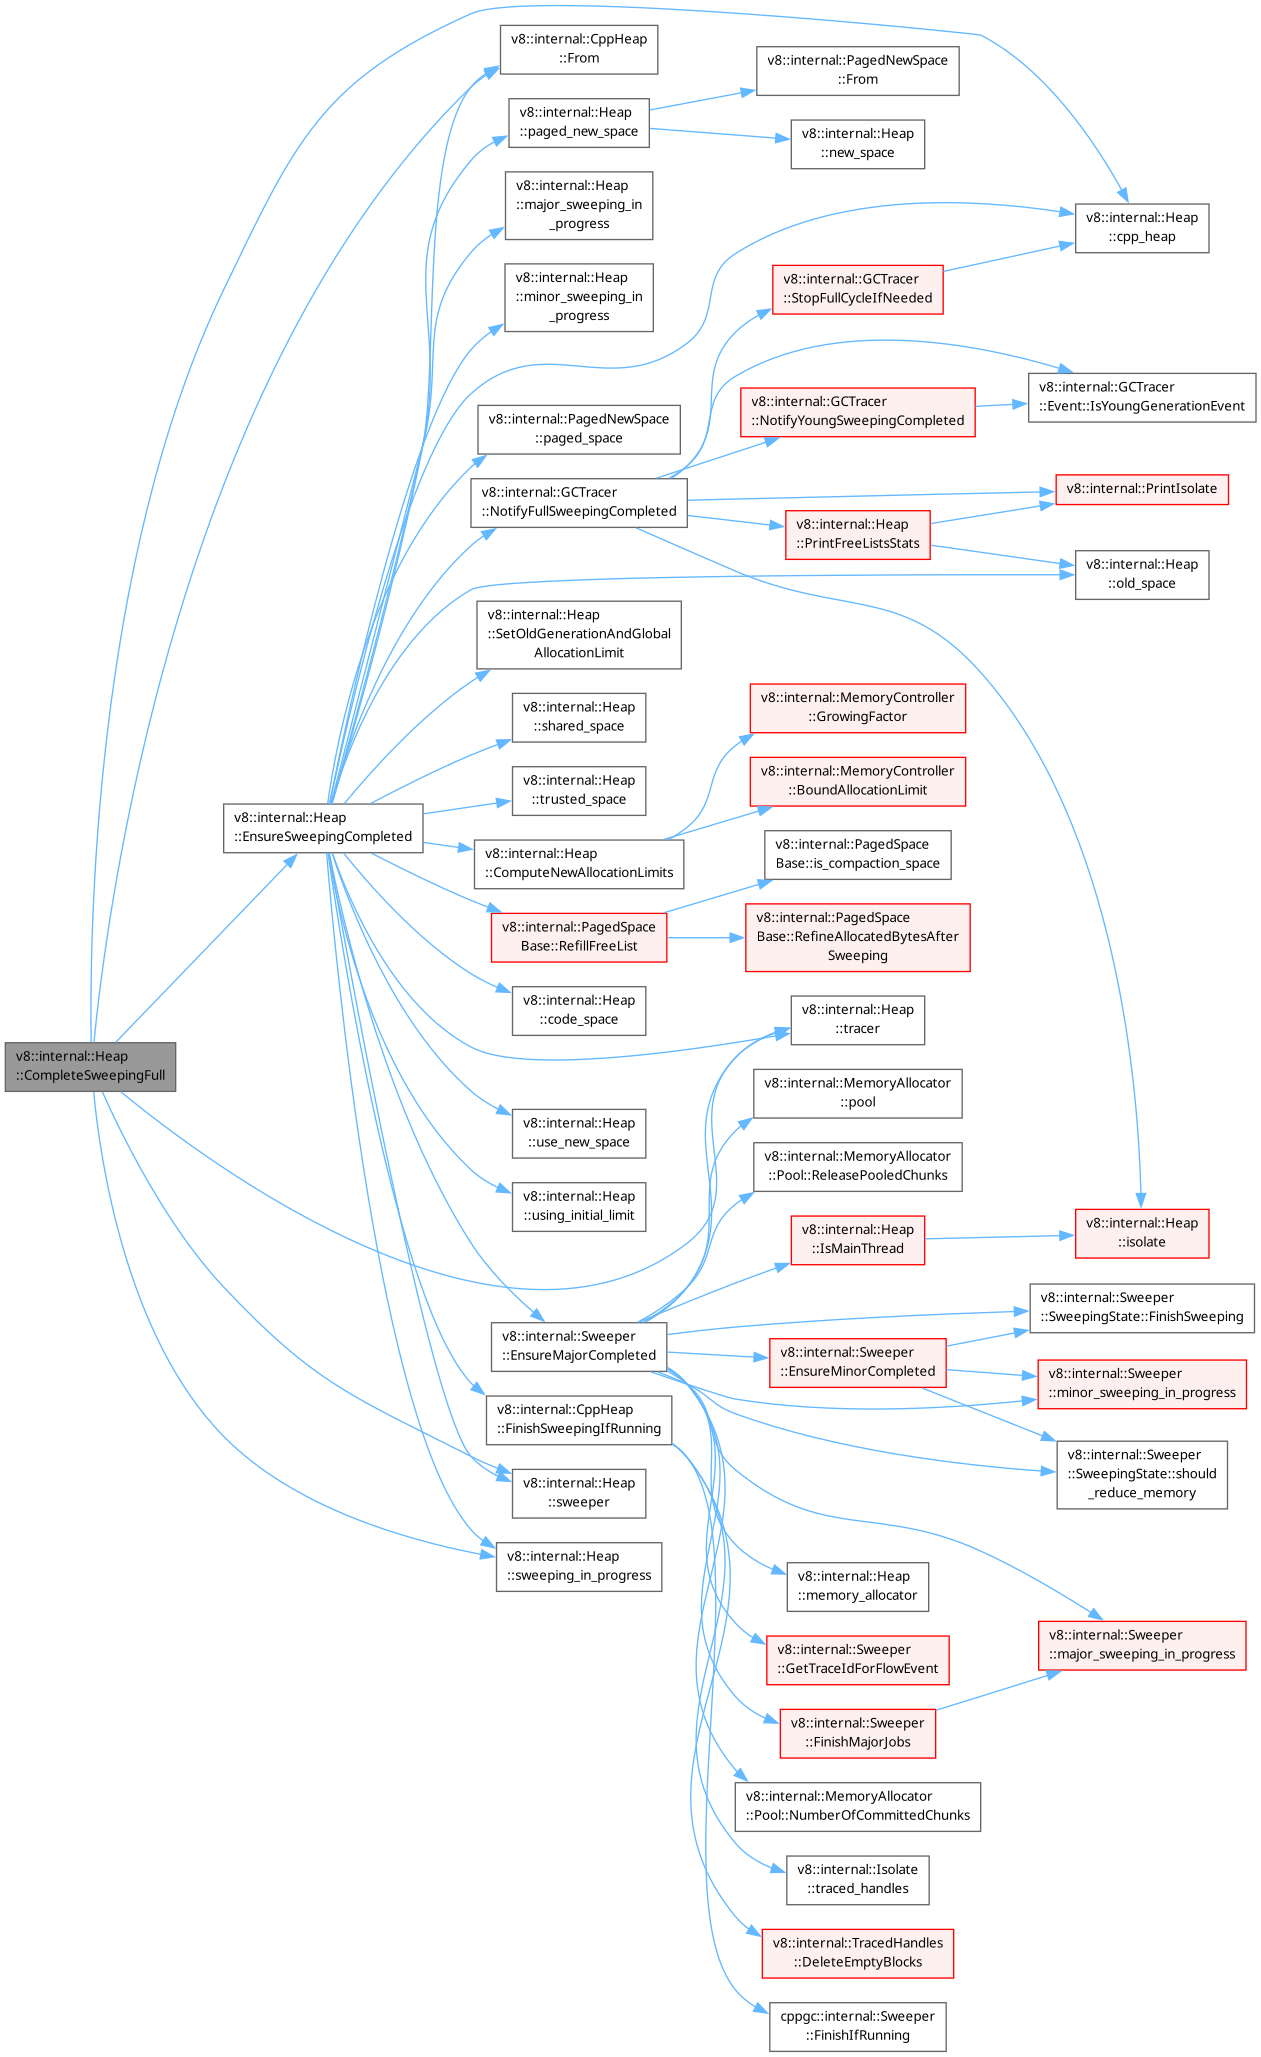 v8::internal::CppHeap
::From
v8::internal::PagedNewSpace
::From
v8::internal::Heap
::paged_new_space
v8::internal::Heap
::new_space
v8::internal::Heap
::major_sweeping_in
_progress
v8::internal::Heap
::cpp_heap
v8::internal::Heap
::minor_sweeping_in
_progress
v8::internal::GCTracer
::StopFullCycleIfNeeded
v8::internal::GCTracer
::Event::IsYoungGenerationEvent
v8::internal::GCTracer
::NotifyYoungSweepingCompleted
v8::internal::PagedNewSpace
::paged_space
v8::internal::GCTracer
::NotifyFullSweepingCompleted
v8::internal::PrintIsolate
v8::internal::Heap
::PrintFreeListsStats
v8::internal::Heap
::old_space
v8::internal::Heap
::SetOldGenerationAndGlobal
AllocationLimit
v8::internal::Heap
::shared_space
v8::internal::MemoryController
::GrowingFactor
v8::internal::Heap
::trusted_space
v8::internal::MemoryController
::BoundAllocationLimit
v8::internal::Heap
::EnsureSweepingCompleted
v8::internal::Heap
::ComputeNewAllocationLimits
v8::internal::PagedSpace
Base::is_compaction_space
v8::internal::PagedSpace
Base::RefillFreeList
v8::internal::PagedSpace
Base::RefineAllocatedBytesAfter
Sweeping
v8::internal::Heap
::code_space
v8::internal::Heap
::tracer
v8::internal::Heap
::CompleteSweepingFull
v8::internal::MemoryAllocator
::pool
v8::internal::Heap
::use_new_space
v8::internal::MemoryAllocator
::Pool::ReleasePooledChunks
v8::internal::Heap
::using_initial_limit
v8::internal::Heap
::IsMainThread
v8::internal::Heap
::isolate
v8::internal::Sweeper
::SweepingState::FinishSweeping
v8::internal::Sweeper
::EnsureMajorCompleted
v8::internal::Sweeper
::EnsureMinorCompleted
v8::internal::Sweeper
::minor_sweeping_in_progress
v8::internal::CppHeap
::FinishSweepingIfRunning
v8::internal::Sweeper
::SweepingState::should
_reduce_memory
v8::internal::Heap
::sweeper
v8::internal::Heap
::sweeping_in_progress
v8::internal::Heap
::memory_allocator
v8::internal::Sweeper
::major_sweeping_in_progress
v8::internal::Sweeper
::GetTraceIdForFlowEvent
v8::internal::Sweeper
::FinishMajorJobs
v8::internal::MemoryAllocator
::Pool::NumberOfCommittedChunks
v8::internal::Isolate
::traced_handles
v8::internal::TracedHandles
::DeleteEmptyBlocks
cppgc::internal::Sweeper
::FinishIfRunning